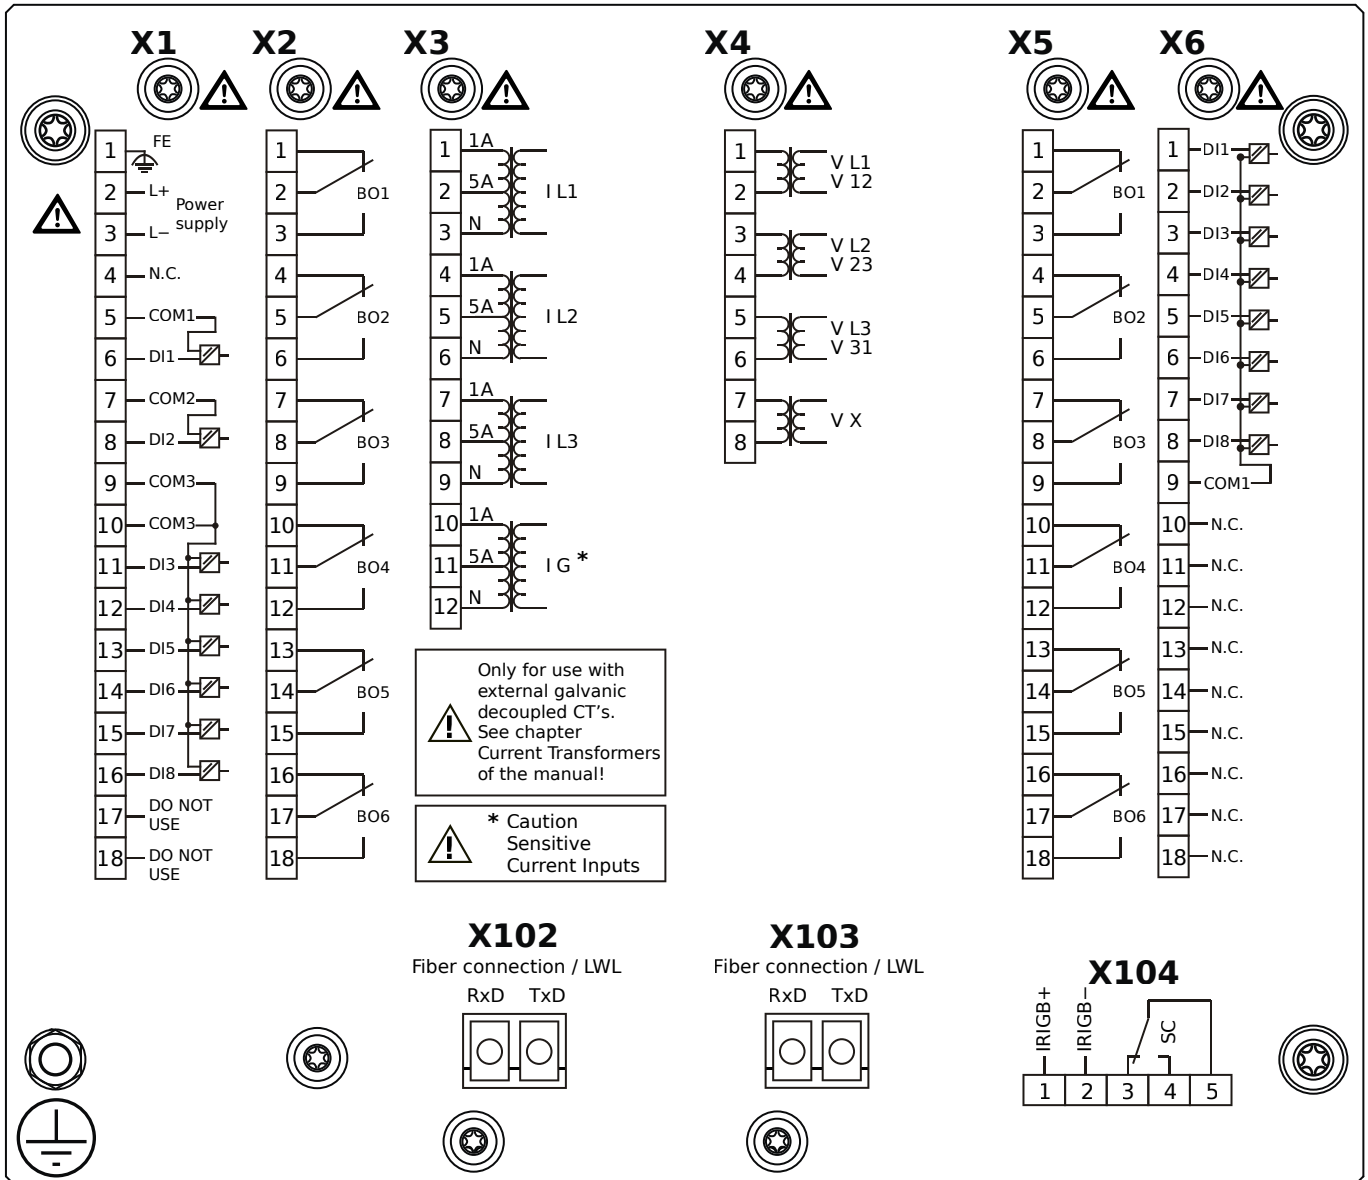 X1 X2 X3 X4 X5 X6
1 FE
2 L+
Power
supply
3 L−
4 N.C.
5 COM1
6 DI1
7 COM2
8 DI2
9 COM3
10 COM3
11 DI3
12 DI4
13 DI5
14 DI6
15 DI7
16 DI8
17 DO NOT
USE
18 DO NOT
USE
1
2 BO1
3
4
5 BO2
6
7
8 BO3
9
10
11 BO4
12
13
14 BO5
15
16
17 BO6
18
1 1A
2 5A I L1
3 N
4 1A
5 5A I L2
6 N
7 1A
8 5A I L3
9 N
10 1A
11 5A I G *
12 N
Only for use with
external galvanic
decoupled CT's.
See chapter
Current Transformers
of the manual!
* Caution
Sensitive
Current Inputs
1 V L1
2 V 12
3 V L2
4 V 23
5 V L3
6 V 31
7 V X
8
1
2 BO1
3
4
5 BO2
6
7
8 BO3
9
10
11 BO4
12
13
14 BO5
15
16
17 BO6
18
1 DI1
2 DI2
3 DI3
4 DI4
5 DI5
6 DI6
7 DI7
8 DI8
9 COM1
10 N.C.
11 N.C.
12 N.C.
13 N.C.
14 N.C.
15 N.C.
16 N.C.
17 N.C.
18 N.C.
X102
Fiber connection / LWL
RxD TxD
X103
Fiber connection / LWL
RxD TxD
X104
IRIGB+
IRIGB−
SC
1 2 3 4 5